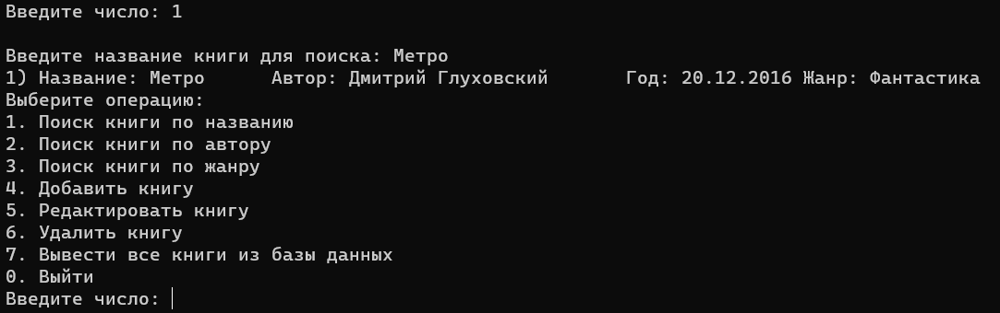 Введите число: 1
Введите название книги для поиска: Метро
1) Название: Метро Автор: Дмитрий Глуховский Год: 20.12.2016 Жанр: Фантастика
Выберите операцию:
1. Поиск книги по названию
2. Поиск книги по автору
3. Поиск книги по жанру
4. Добавить книгу
5. Редактировать книгу
6. Удалить книгу
7. Вывести все книги из базы данных
0. Выйти
Введите число: